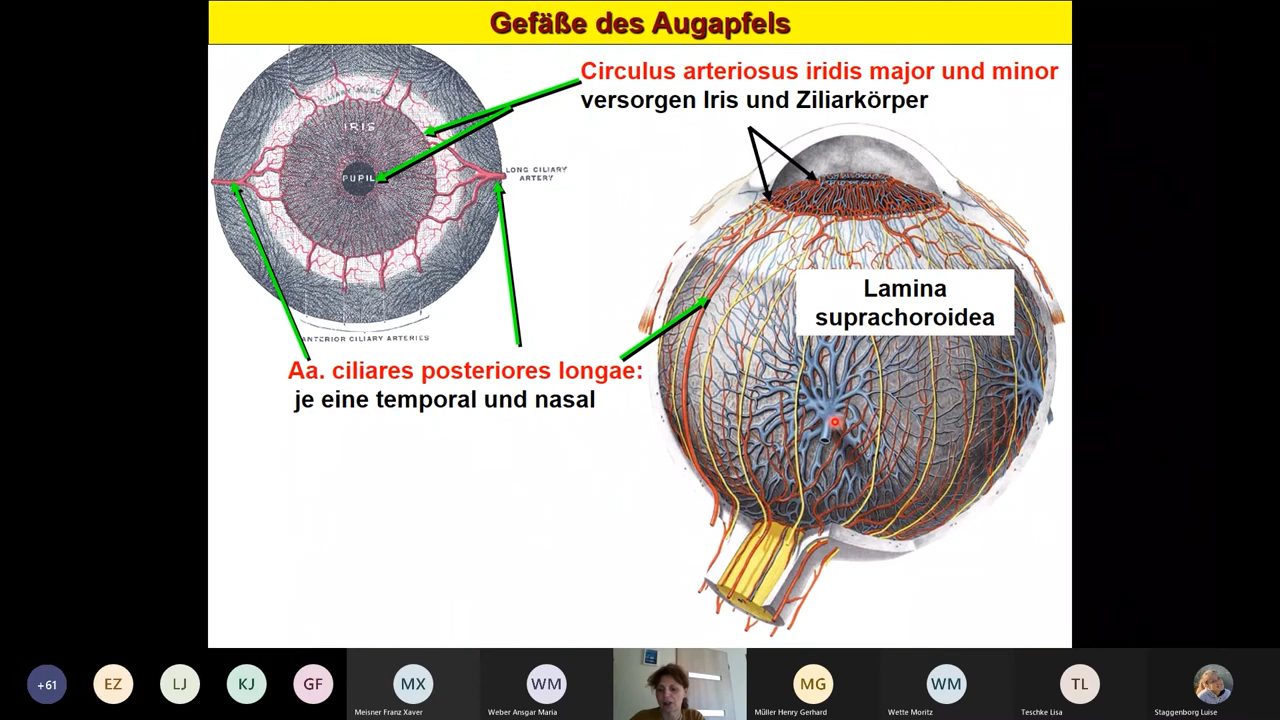 Gefäße des Augapfels
Circulus arteriosus iridis major und minor
versorgen Iris und Ziliarkörper
IRIS
PUPIL
LONG CILIARY
ARTERY
Lamina
suprachoroidea
ANTERIOR CILIARY ARTERIES
Aa. ciliares posteriores longae:
je eine temporal und nasal
+61
EZ
LJ
KJ
GF
MX
WM
MG
WM
TL
Meisner Franz Xaver
Weber Ansgar Maria
Müller Henry Gerhard
Wette Moritz
Teschke Lisa
Staggenborg Luise